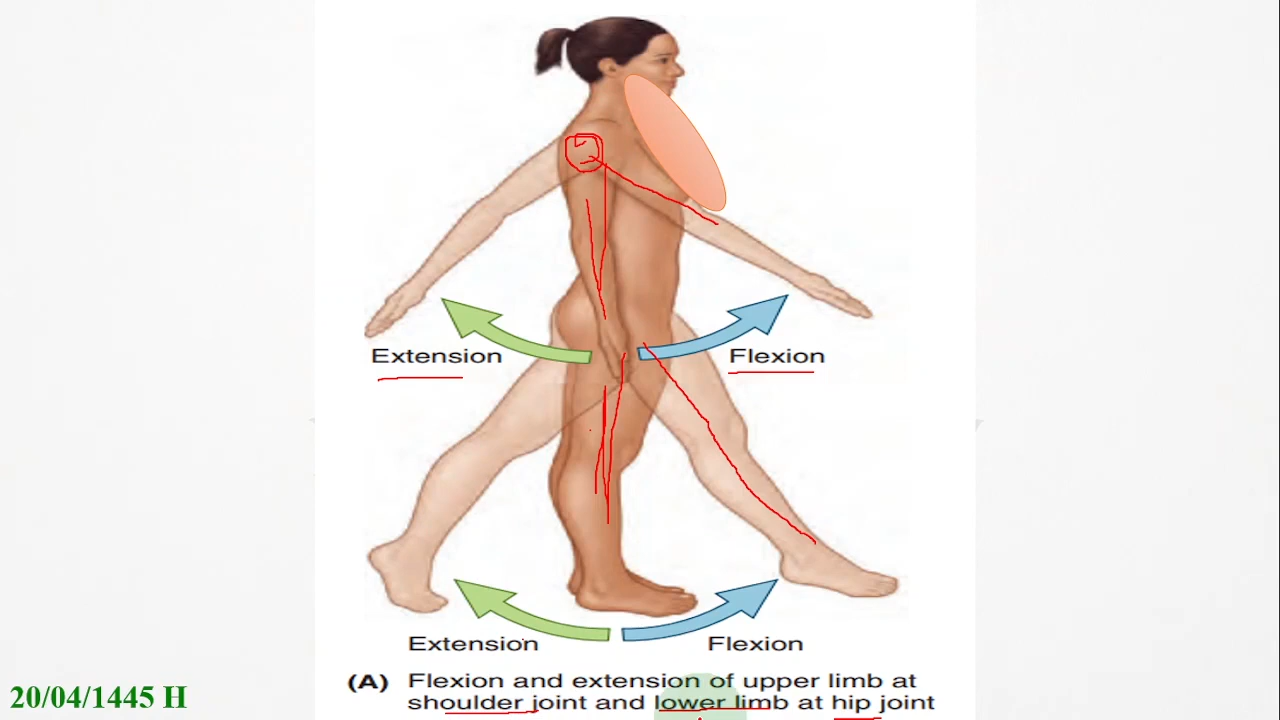 Extension
Flexion
Extension
Flexion
(A) Flexion and extension of upper limb at
shoulder joint and lower limb at hip joint
20/04/1445 H